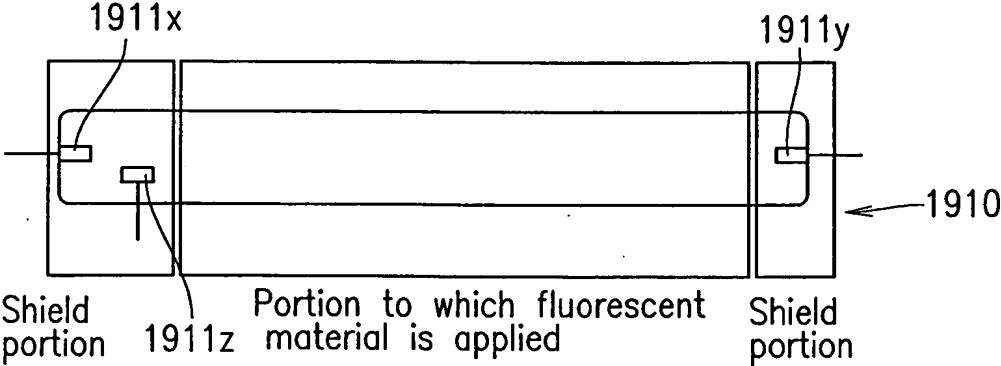 1911x
1911y
1910
Shield
portion
1911z
Portion to which fluorescent
material is applied
Shield
portion